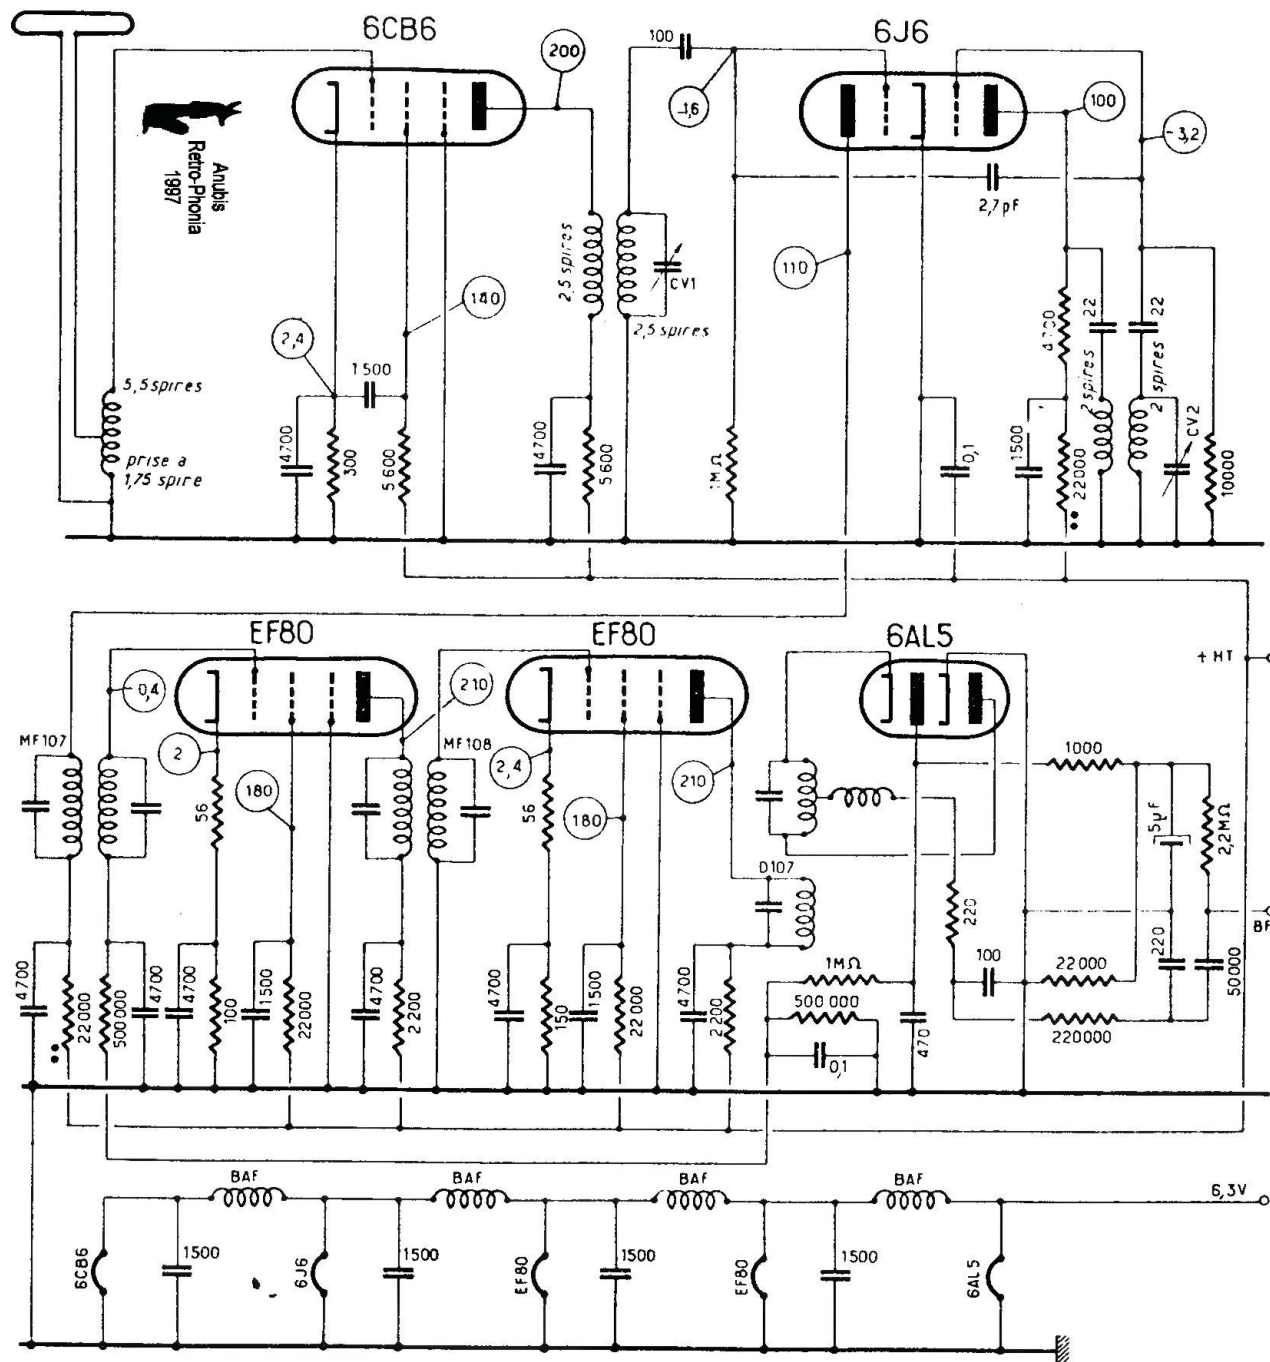 6CB6
6J6
200
100
-1,6
100
-3,2
Anubis
Retro-Phonia
1997
2,7 pF
2,5 spires
CV1
110
140
2,5 spires
2,4
1500
4700
22
22
5,5 spires
2 spires
2 spires
4700
300
5600
4700
5600
1MΩ
0,1
1500
22000
CV2
10000
prise à
1,75 spire
EF80
EF80
6AL5
+ HT
0,4
210
MF107
2
MF108
2,4
210
1000
56
180
56
180
5µF
2,2MΩ
D107
220
BF
4700
22000
500000
4700
4700
100
1500
22000
4700
2200
4700
150
1500
22000
4700
2200
1MΩ
500000
0,1
470
100
22000
220000
220
50000
BAF
BAF
BAF
BAF
6,3V
6CB6
1500
6J6
1500
EF80
1500
EF80
1500
6AL5